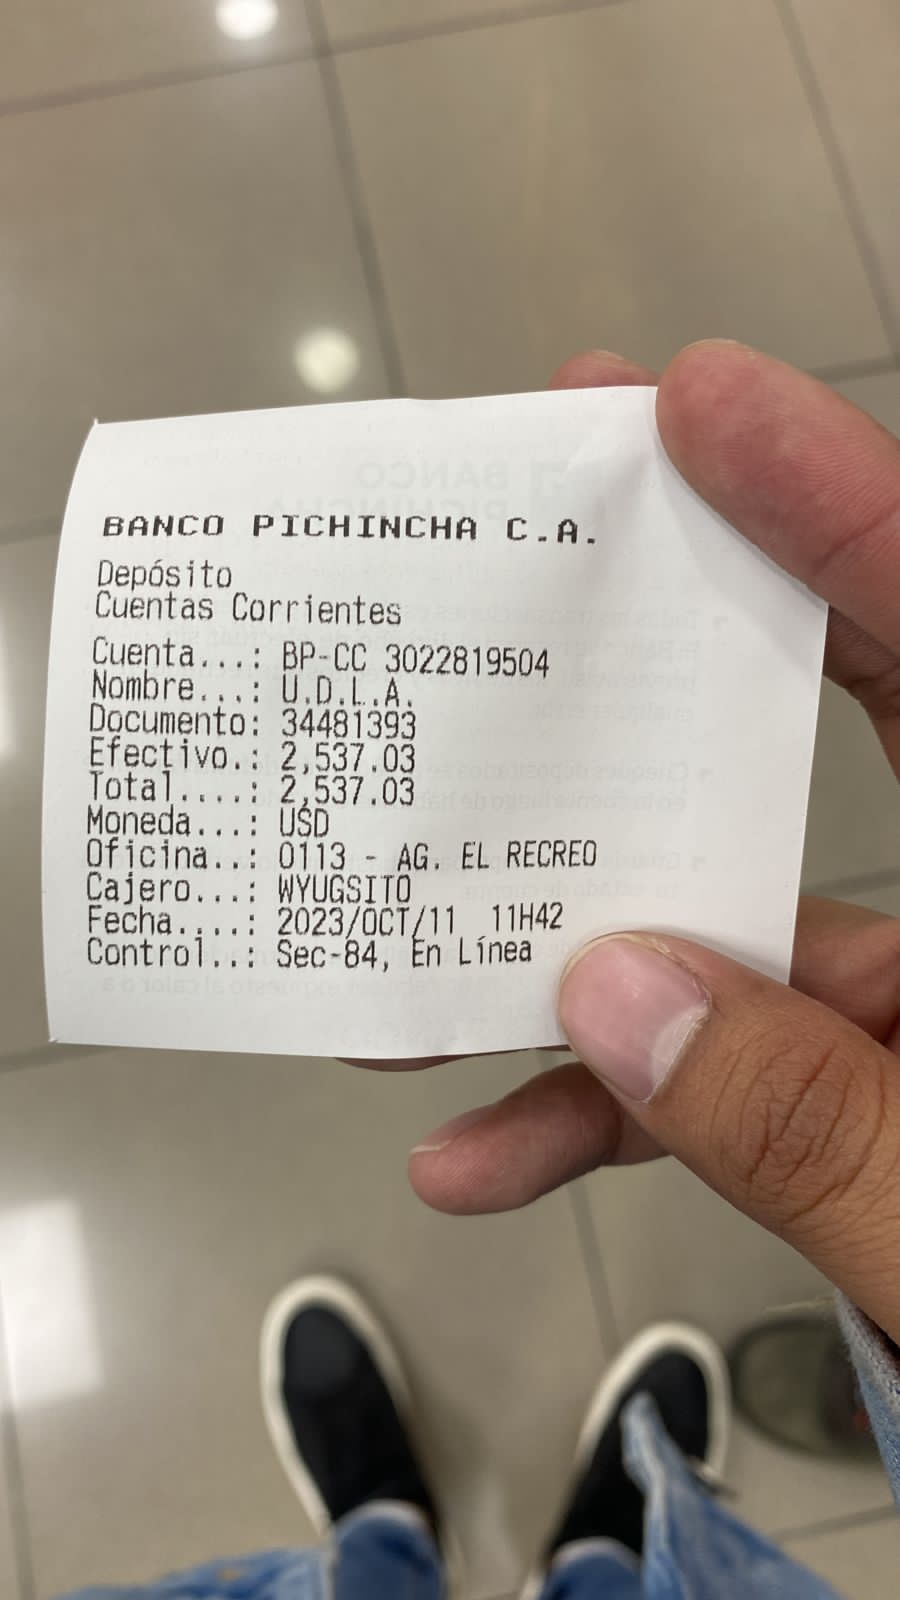 BANCO PICHINCHA C.A.
Depósito
Cuentas Corrientes
Cuenta...: BP-CC 3022819504
Nombre...: U.D.L.A.
Documento: 34481393
Efectivo.: 2,537.03
Total....: 2,537.03
Moneda...: USD
Oficina..: 0113 - AG. EL RECREO
Cajero...: WYUGSITO
Fecha....: 2023/OCT/11 11H42
Control..: Sec-84, En Línea